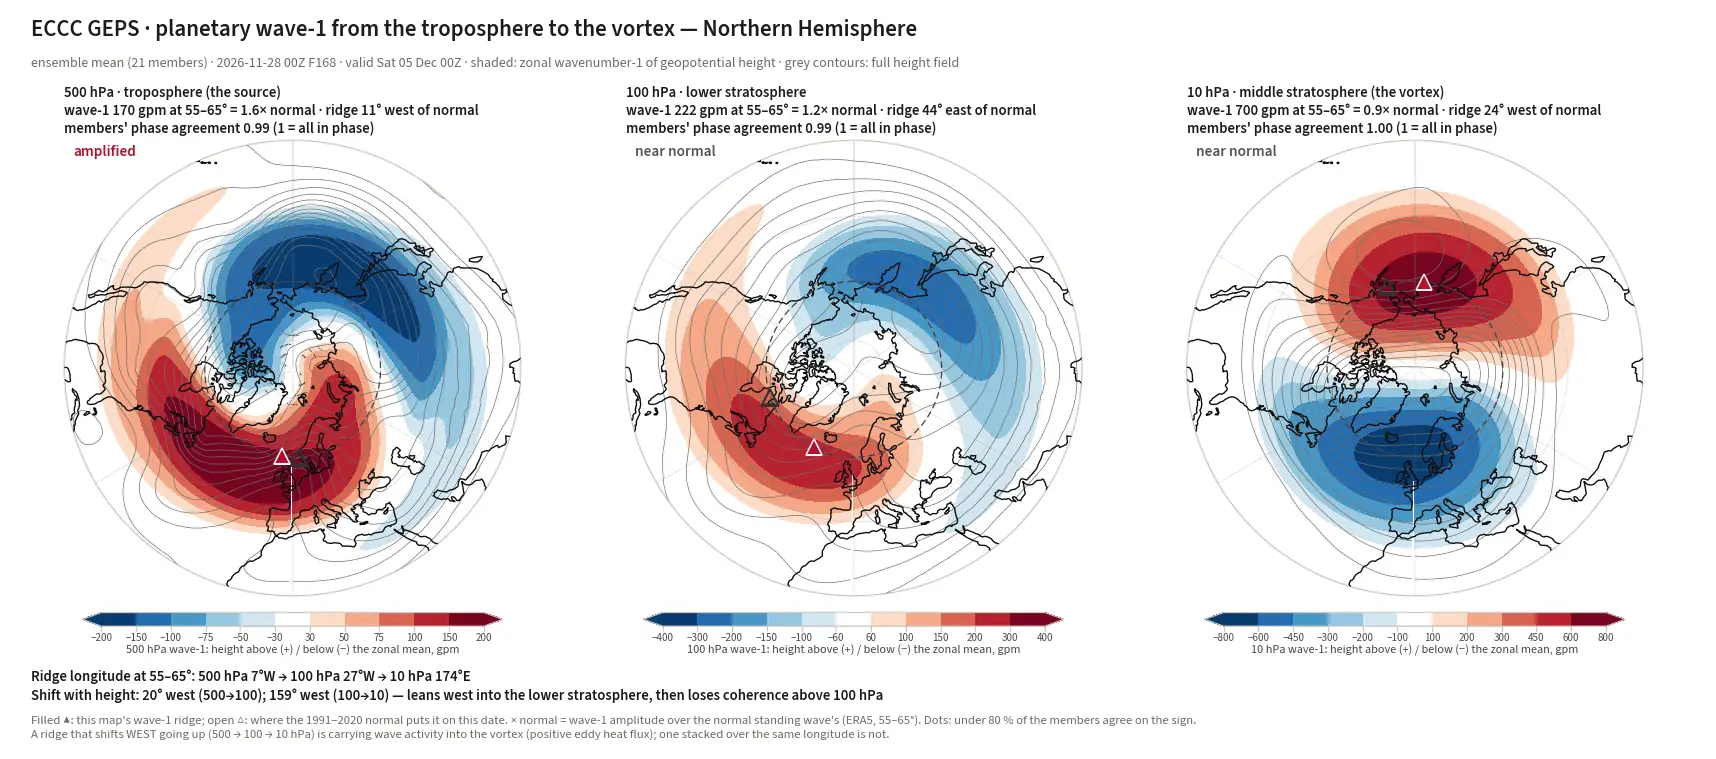 ECCC GEPS · planetary wave-1 from the troposphere to the vortex — Northern Hemisphere
ensemble mean (21 members) · 2026-11-28 00Z F168 · valid Sat 05 Dec 00Z · shaded: zonal wavenumber-1 of geopotential height · grey contours: full height field
500 hPa · troposphere (the source)
wave-1 170 gpm at 55–65° = 1.6× normal · ridge 11° west of normal
members' phase agreement 0.99 (1 = all in phase)
amplified
100 hPa · lower stratosphere
wave-1 222 gpm at 55–65° = 1.2× normal · ridge 44° east of normal
members' phase agreement 0.99 (1 = all in phase)
near normal
10 hPa · middle stratosphere (the vortex)
wave-1 700 gpm at 55–65° = 0.9× normal · ridge 24° west of normal
members' phase agreement 1.00 (1 = all in phase)
near normal
−200 −150 −100 −75 −50 −30 30 50 75 100 150 200
500 hPa wave-1: height above (+) / below (−) the zonal mean, gpm
−400 −300 −200 −150 −100 −60 60 100 150 200 300 400
100 hPa wave-1: height above (+) / below (−) the zonal mean, gpm
−800 −600 −450 −300 −200 −100 100 200 300 450 600 800
10 hPa wave-1: height above (+) / below (−) the zonal mean, gpm
Ridge longitude at 55–65°: 500 hPa 7°W → 100 hPa 27°W → 10 hPa 174°E
Shift with height: 20° west (500→100); 159° west (100→10) — leans west into the lower stratosphere, then loses coherence above 100 hPa
Filled ▲: this map's wave-1 ridge; open △: where the 1991–2020 normal puts it on this date. × normal = wave-1 amplitude over the normal standing wave's (ERA5, 55–65°). Dots: under 80 % of the members agree on the sign.
A ridge that shifts WEST going up (500 → 100 → 10 hPa) is carrying wave activity into the vortex (positive eddy heat flux); one stacked over the same longitude is not.